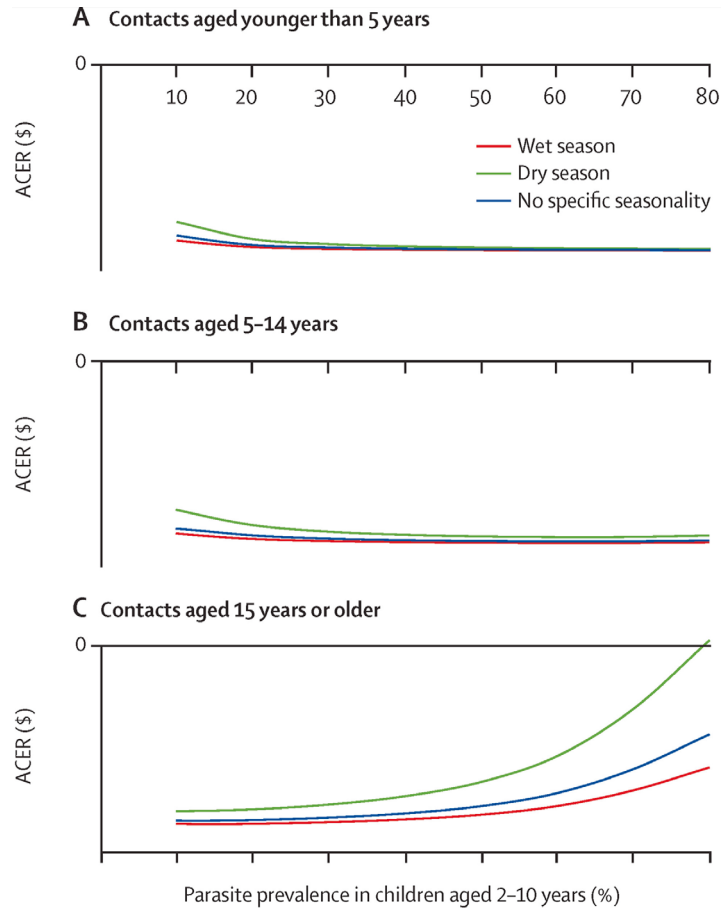 A Contacts aged younger than 5 years
0
10 20 30 40 50 60 70 80
ACER ($)
Wet season
Dry season
No specific seasonality
B Contacts aged 5–14 years
0
ACER ($)
C Contacts aged 15 years or older
0
ACER ($)
Parasite prevalence in children aged 2–10 years (%)